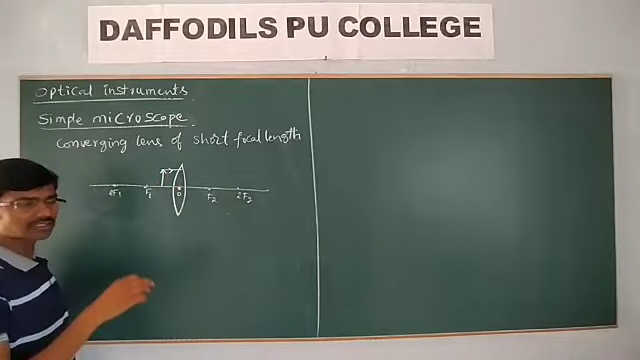 DAFFODILS PU COLLEGE
Optical instruments
Simple microscope
Converging lens of short focal length
2F1 F1 O F2 2F2